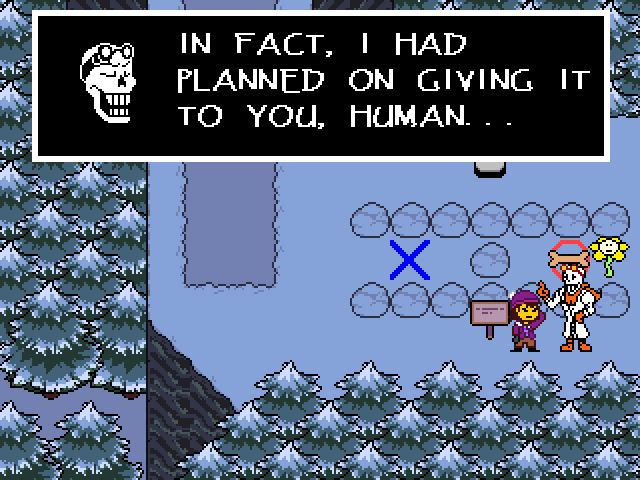 IN FACT, I HAD
PLANNED ON GIVING IT
TO YOU, HUMAN...